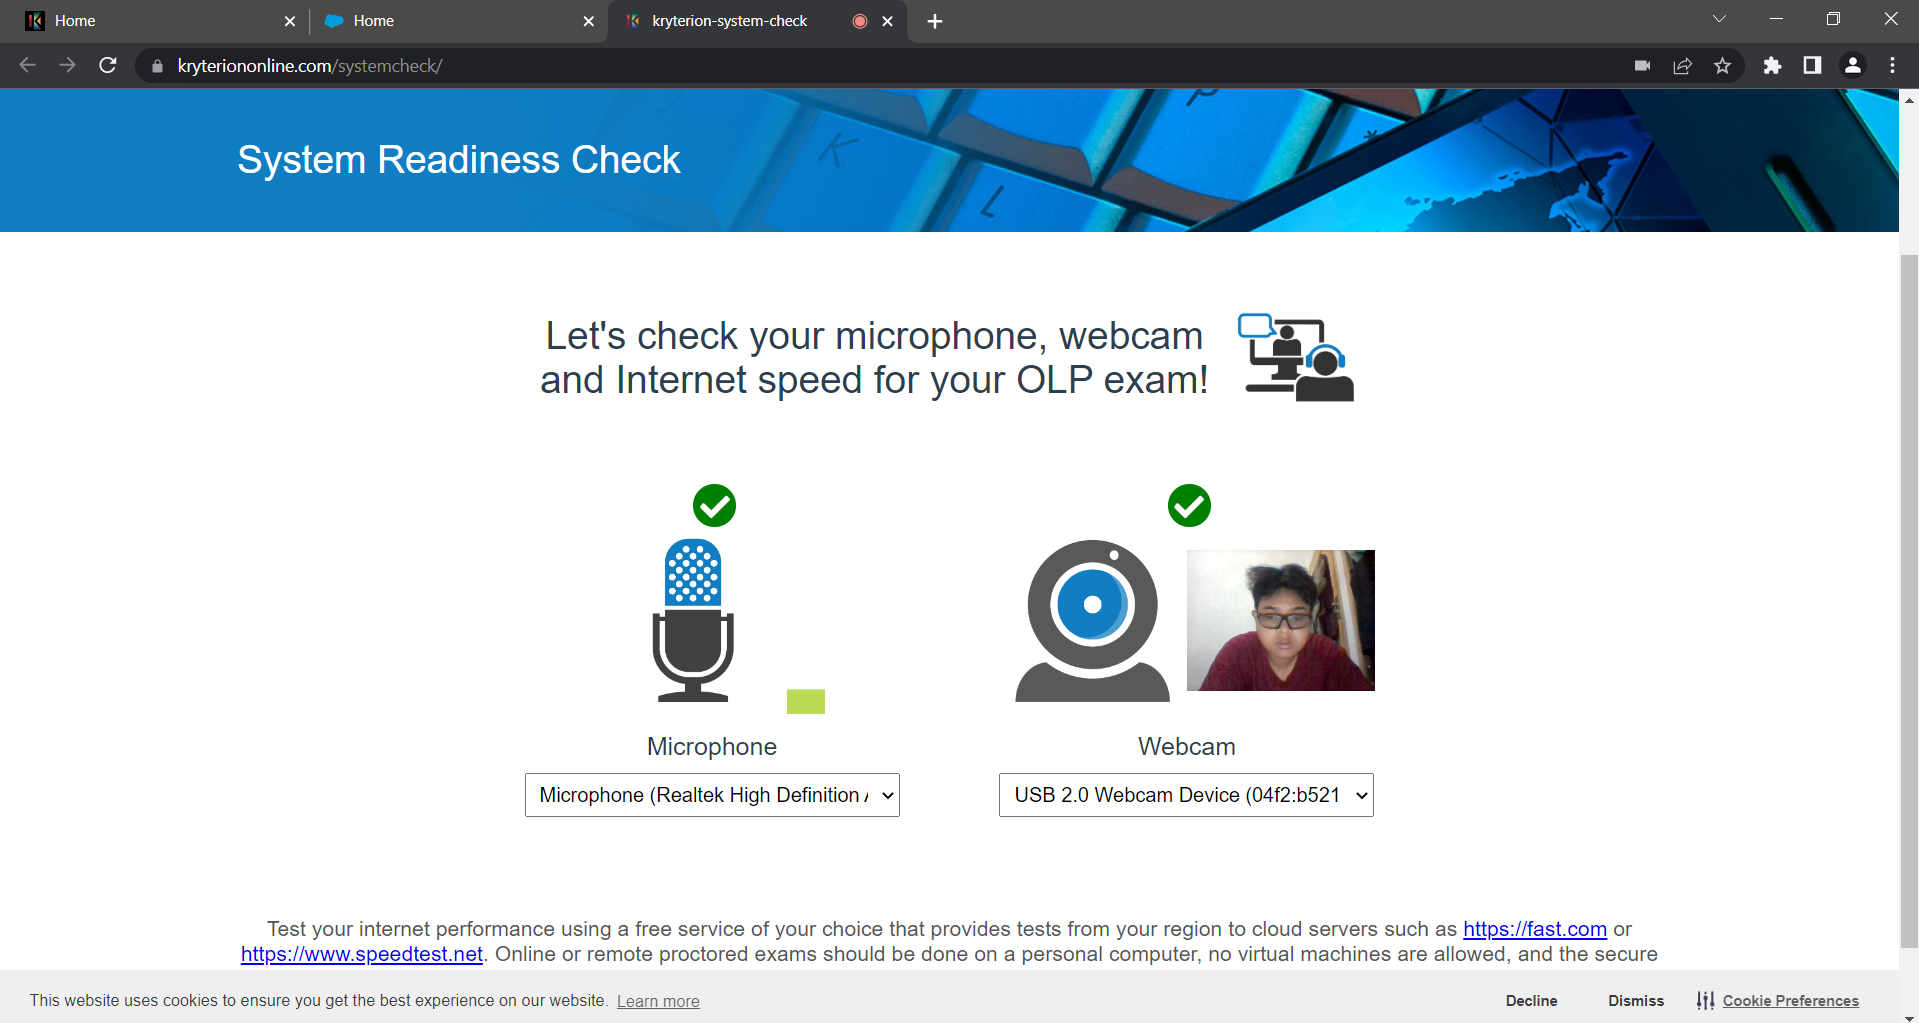 Home
Home
kryterion-system-check
kryteriononline.com/systemcheck/
System Readiness Check
Let's check your microphone, webcam
and Internet speed for your OLP exam!
Microphone
Webcam
Microphone (Realtek High Definition
USB 2.0 Webcam Device (04f2:b521
Test your internet performance using a free service of your choice that provides tests from your region to cloud servers such as https://fast.com or
https://www.speedtest.net. Online or remote proctored exams should be done on a personal computer, no virtual machines are allowed, and the secure
This website uses cookies to ensure you get the best experience on our website. Learn more
Decline
Dismiss
Cookie Preferences